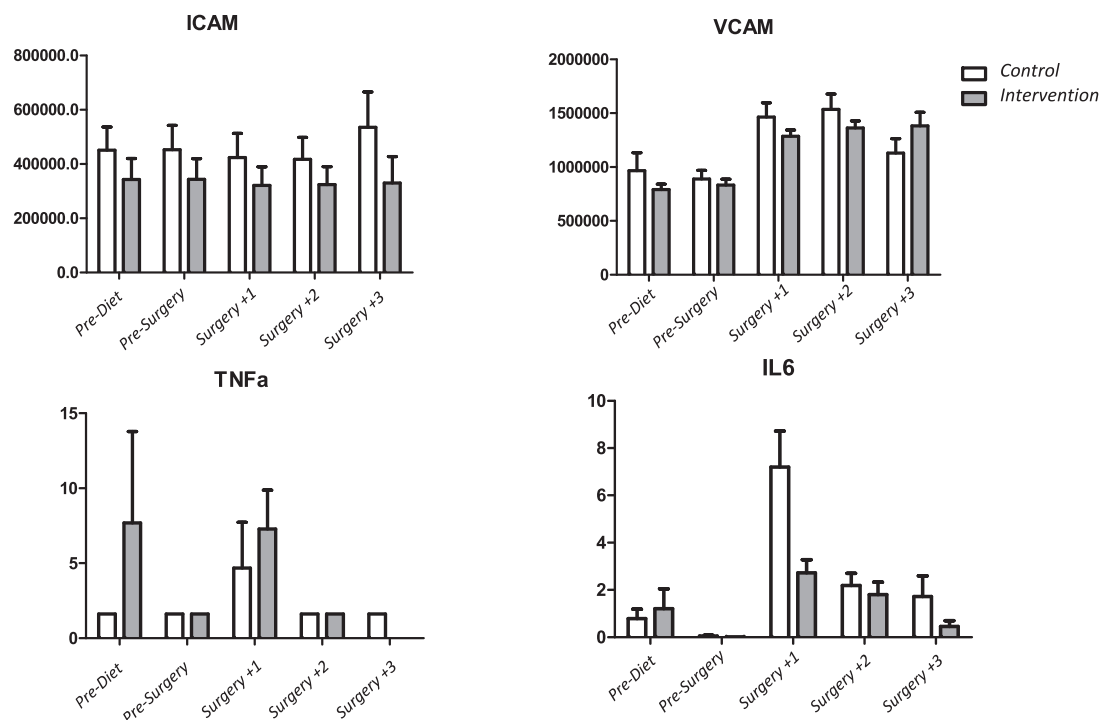 ICAM
800000.0
600000.0
400000.0
200000.0
0.0
Pre-Diet
Pre-Surgery
Surgery +1
Surgery +2
Surgery +3
VCAM
2000000
1500000
1000000
500000
0
Pre-Diet
Pre-Surgery
Surgery +1
Surgery +2
Surgery +3
Control
Intervention
TNFa
15
10
5
0
Pre-Diet
Pre-Surgery
Surgery +1
Surgery +2
Surgery +3
IL6
10
8
6
4
2
0
Pre-Diet
Pre-Surgery
Surgery +1
Surgery +2
Surgery +3